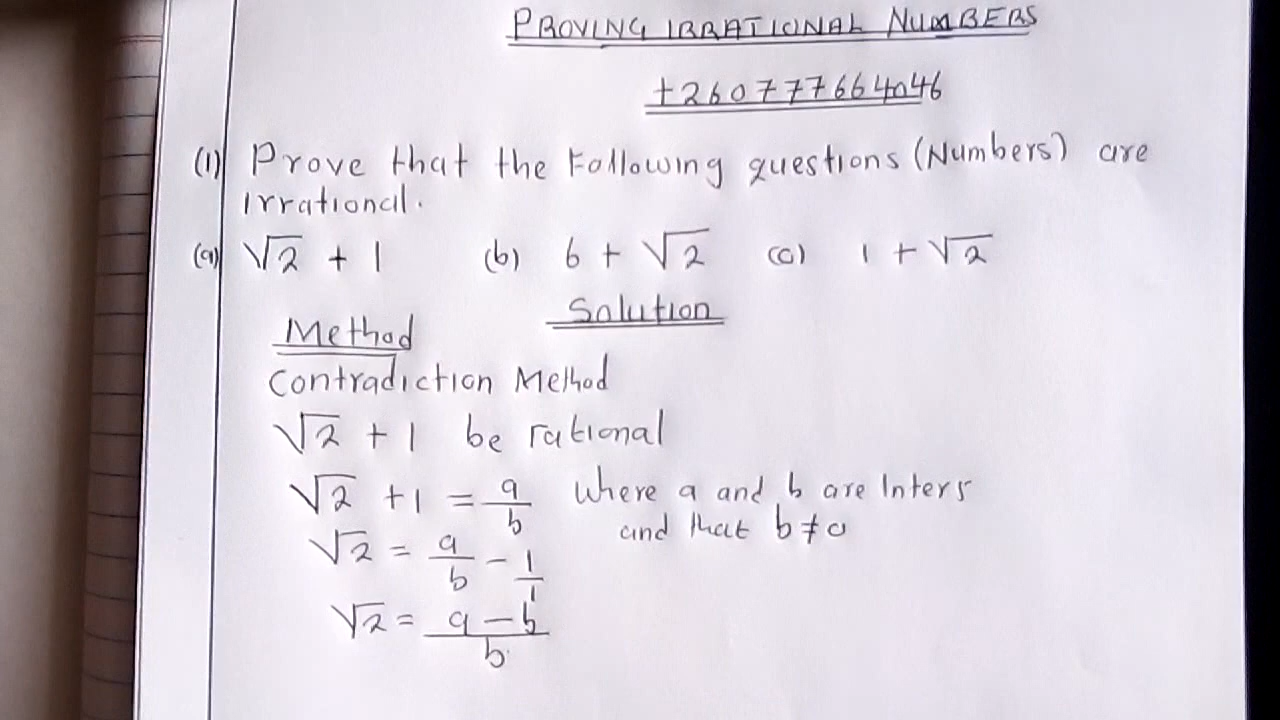 PROVING IRRATIONAL NUMBERS
+260777664046
(1) Prove that the Following questions (Numbers) are
irrational.
(a) √2 + 1 (b) 6 + √2 (c) 1 + √2
Solution
Method
Contradiction Method
√2 + 1 be rational
√2 + 1 = a/b Where a and b are Inters
and that b ≠ 0
√2 = a/b - 1/1
√2 = a - b/b